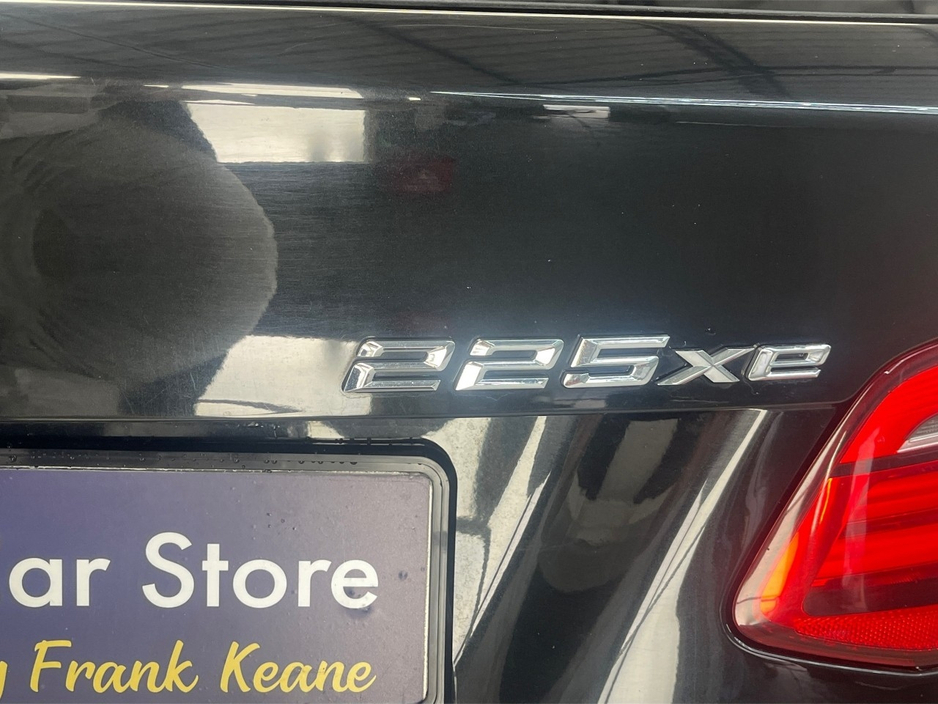 225xe
ar Store
y Frank Keane